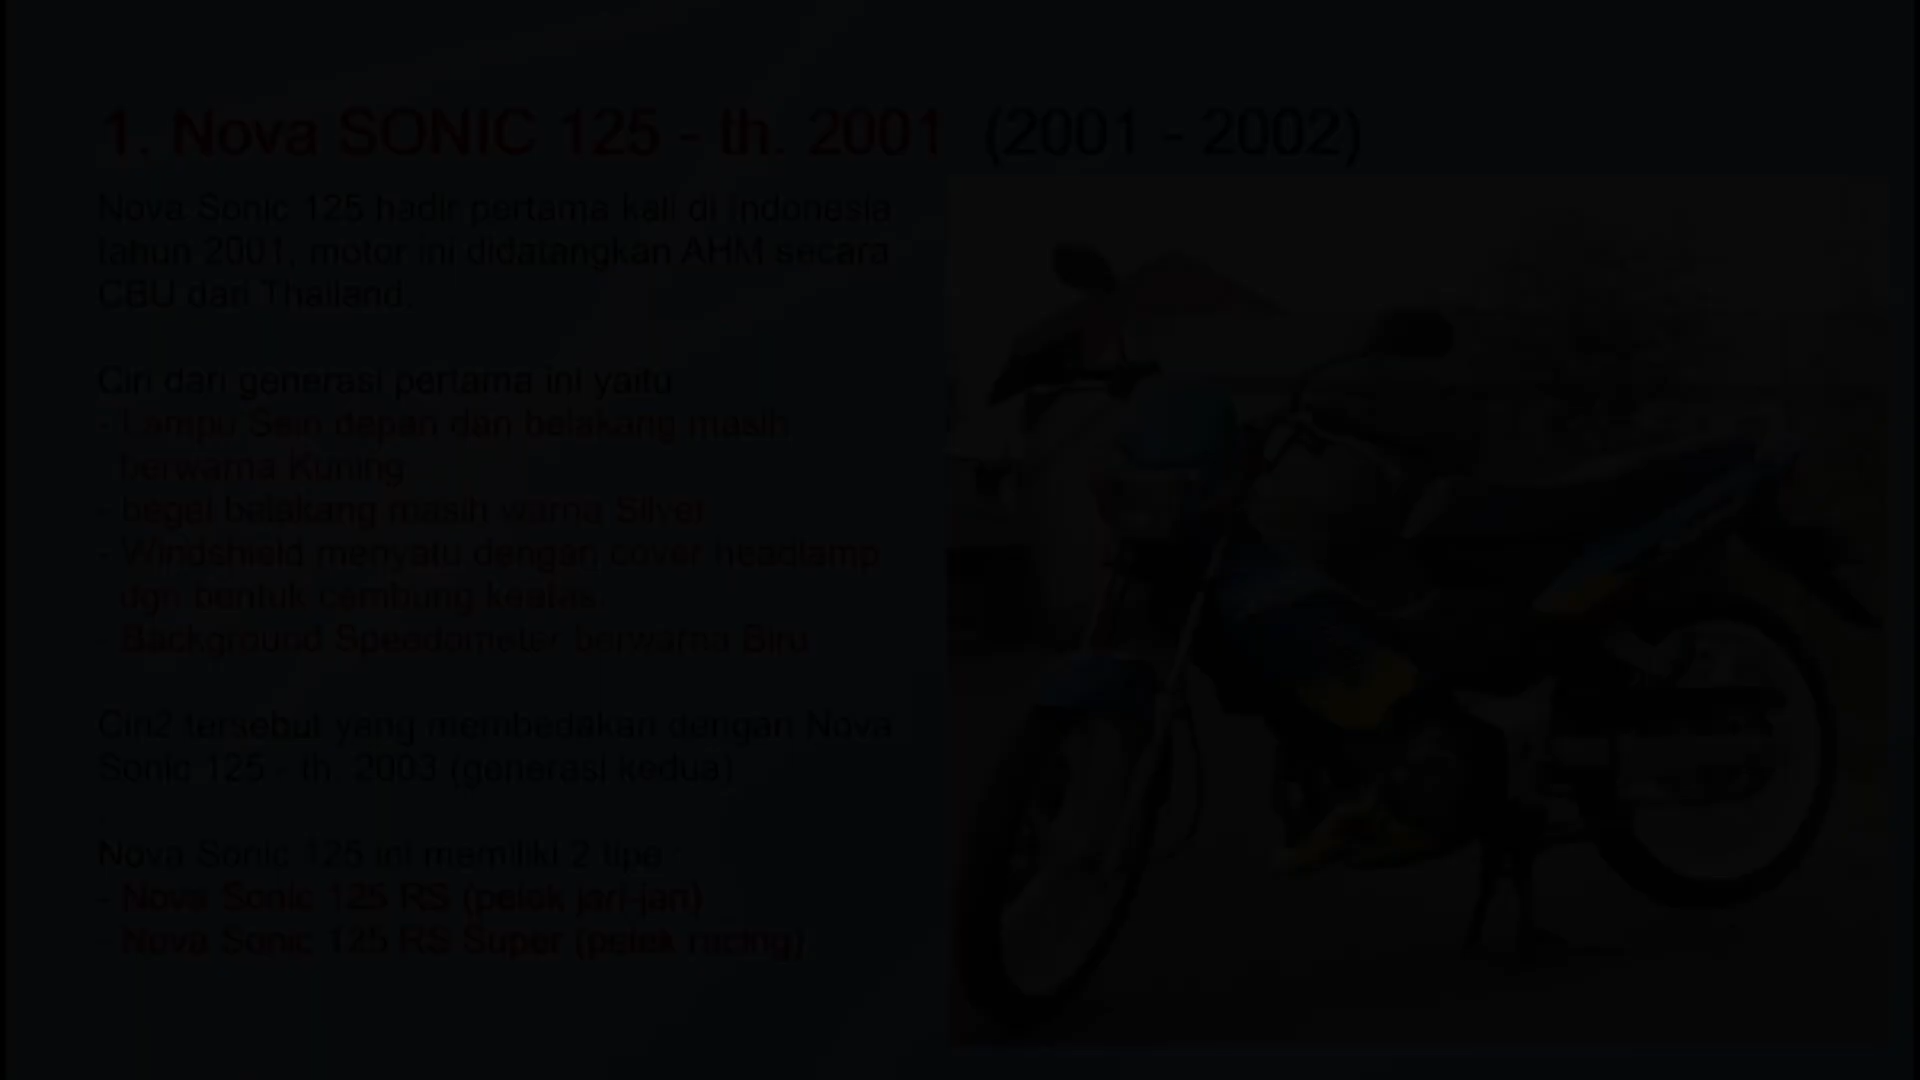 1. Nova SONIC 125 - th. 2001 (2001 - 2002)
Nova Sonic 125 hadir pertama kali di Indonesia
tahun 2001, motor ini didatangkan AHM secara
CBU dari Thailand.
Ciri dari generasi pertama ini yaitu
- Lampu Sein depan dan belakang masih
berwarna Kuning
- begel belakang masih warna Silver
- Windshield menyatu dengan cover headlamp
dgn bentuk cembung keatas.
- Background Speedometer berwarna Biru
Ciri2 tersebut yang membedakan dengan Nova
Sonic 125 - th. 2003 (generasi kedua)
Nova Sonic 125 ini memiliki 2 tipe :
- Nova Sonic 125 RS (pelek jari-jari)
- Nova Sonic 125 RS Super (pelek racing)